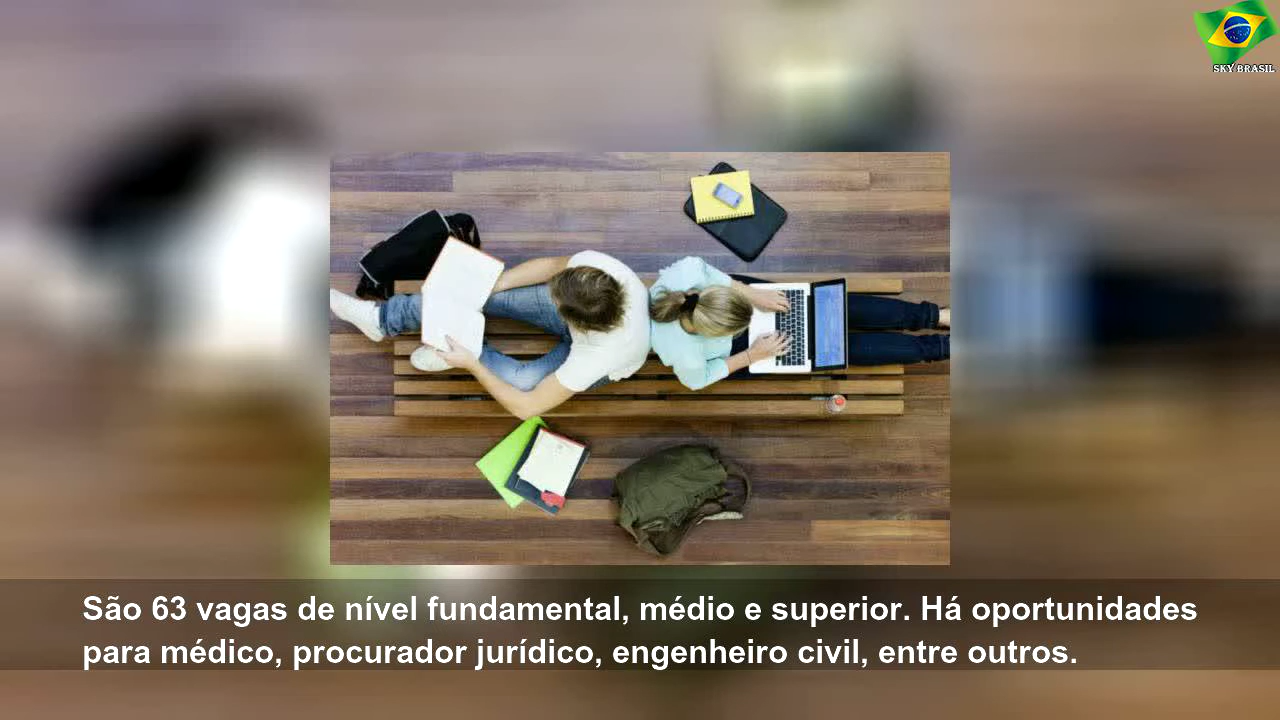 SKY BRASIL
São 63 vagas de nível fundamental, médio e superior. Há oportunidades
para médico, procurador jurídico, engenheiro civil, entre outros.